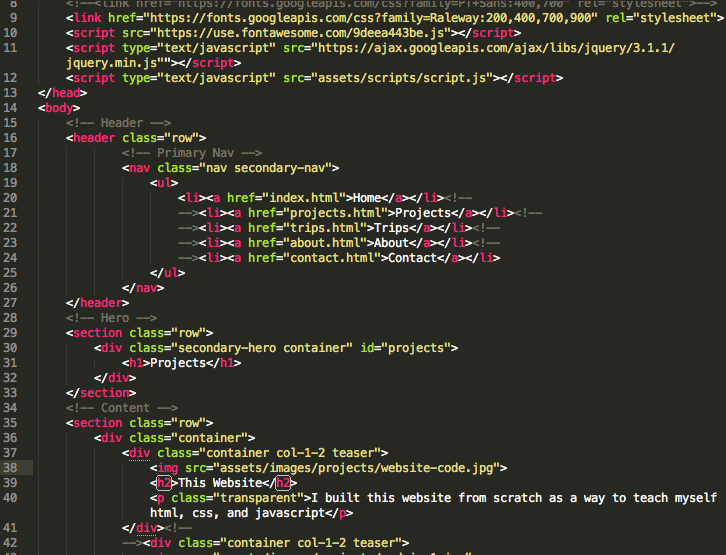 8 <!--<link href="https://fonts.googleapis.com/css?family=PT+Sans:400,700" rel="stylesheet">-->
9 <link href="https://fonts.googleapis.com/css?family=Raleway:200,400,700,900" rel="stylesheet">
10 <script src="https://use.fontawesome.com/9deea443be.js"></script>
11 <script type="text/javascript" src="https://ajax.googleapis.com/ajax/libs/jquery/3.1.1/
jquery.min.js""></script>
12 <script type="text/javascript" src="assets/scripts/script.js"></script>
13 </head>
14 <body>
15 <!-- Header -->
16 <header class="row">
17 <!-- Primary Nav -->
18 <nav class="nav secondary-nav">
19 <ul>
20 <li><a href="index.html">Home</a></li><!--
21 --><li><a href="projects.html">Projects</a></li><!--
22 --><li><a href="trips.html">Trips</a></li><!--
23 --><li><a href="about.html">About</a></li><!--
24 --><li><a href="contact.html">Contact</a></li>
25 </ul>
26 </nav>
27 </header>
28 <!-- Hero -->
29 <section class="row">
30 <div class="secondary-hero container" id="projects">
31 <h1>Projects</h1>
32 </div>
33 </section>
34 <!-- Content -->
35 <section class="row">
36 <div class="container">
37 <div class="container col-1-2 teaser">
38 <img src="assets/images/projects/website-code.jpg">
39 <h2>This Website</h2>
40 <p class="transparent">I built this website from scratch as a way to teach myself
html, css, and javascript</p>
41 </div><!--
42 --><div class="container col-1-2 teaser">